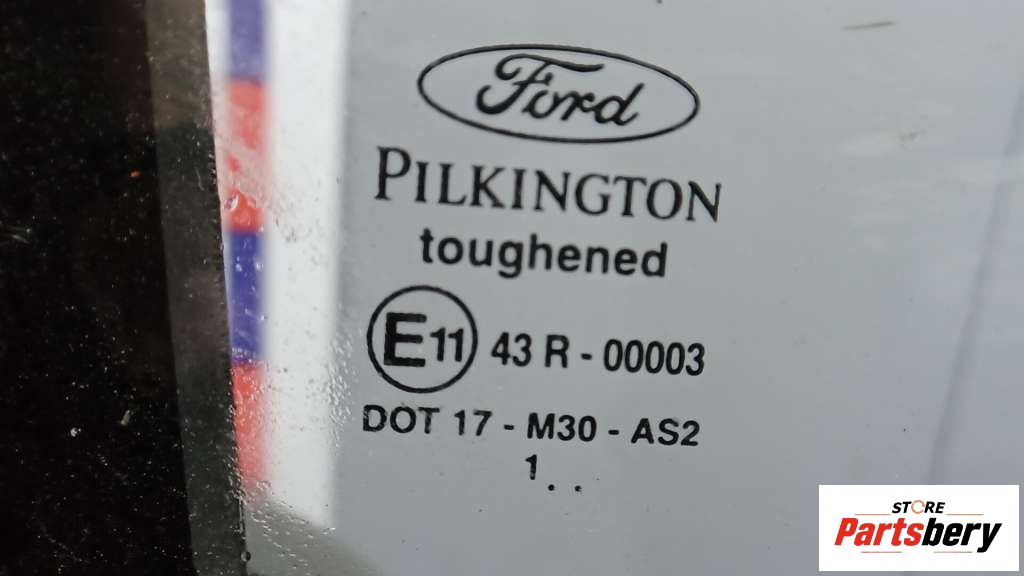 Ford
PILKINGTON
toughened
E11 43 R - 00003
DOT 17 - M30 - AS2
1..
STORE
Partsbery